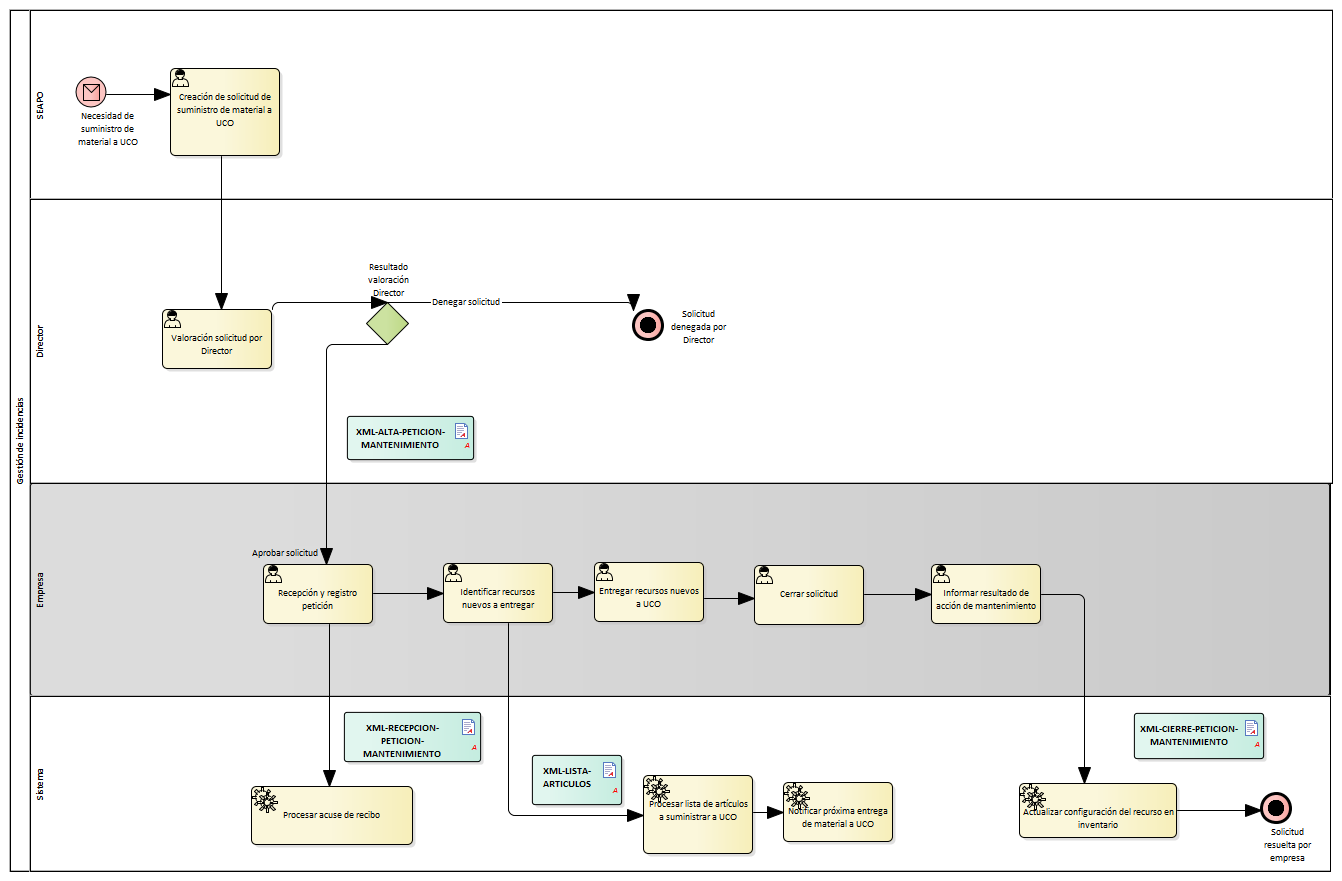 Gestión de incidencias
SEAPO
Necesidad de
suministro de
material a UCO
Creación de solicitud de
suministro de material a
UCO
Director
Valoración solicitud por
Director
Resultado
valoración
Director
Denegar solicitud
Solicitud
denegada por
Director
XML-ALTA-PETICION-
MANTENIMIENTO
A
Empresa
Aprobar solicitud
Recepción y registro
petición
Identificar recursos
nuevos a entregar
Entregar recursos nuevos
a UCO
Cerrar solicitud
Informar resultado de
acción de mantenimiento
Sistema
XML-RECEPCION-
PETICION-
MANTENIMIENTO
A
Procesar acuse de recibo
XML-LISTA-
ARTICULOS
A
Procesar lista de artículos
a suministrar a UCO
Notificar próxima entrega
de material a UCO
XML-CIERRE-PETICION-
MANTENIMIENTO
A
Actualizar configuración del recurso en
inventario
Solicitud
resuelta por
empresa